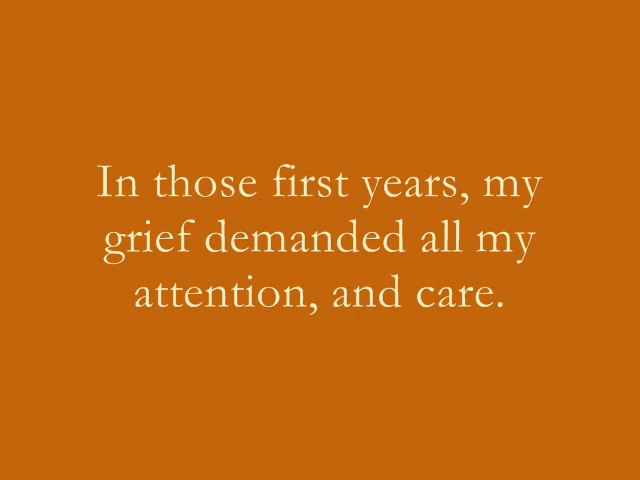 In those first years, my
grief demanded all my
attention, and care.